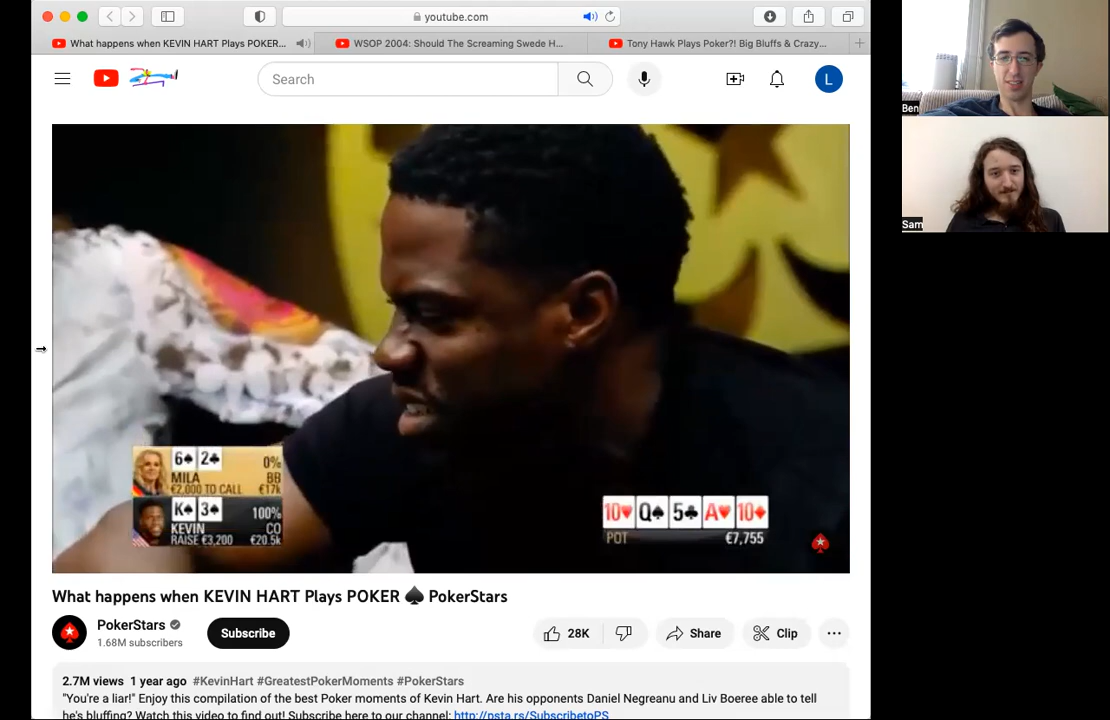 youtube.com
What happens when KEVIN HART Plays POKER...
WSOP 2004: Should The Screaming Swede H...
Tony Hawk Plays Poker?! Big Bluffs & Crazy...
Search
L
Ben
Sam
6♠ 2♠ 0%
MILA BB
€2,000 TO CALL €17k
K♠ 3♠ 100%
KEVIN CO
RAISE €3,200 €20.5k
10♥ Q♠ 5♣ A♥ 10♦
POT €7,755
What happens when KEVIN HART Plays POKER ♠ PokerStars
PokerStars
1.68M subscribers
Subscribe
28K
Share
Clip
2.7M views 1 year ago #KevinHart #GreatestPokerMoments #PokerStars
"You're a liar!" Enjoy this compilation of the best Poker moments of Kevin Hart. Are his opponents Daniel Negreanu and Liv Boeree able to tell
he's bluffing? Watch this video to find out! Subscribe here to our channel: http://psta.rs/SubscribetoPS